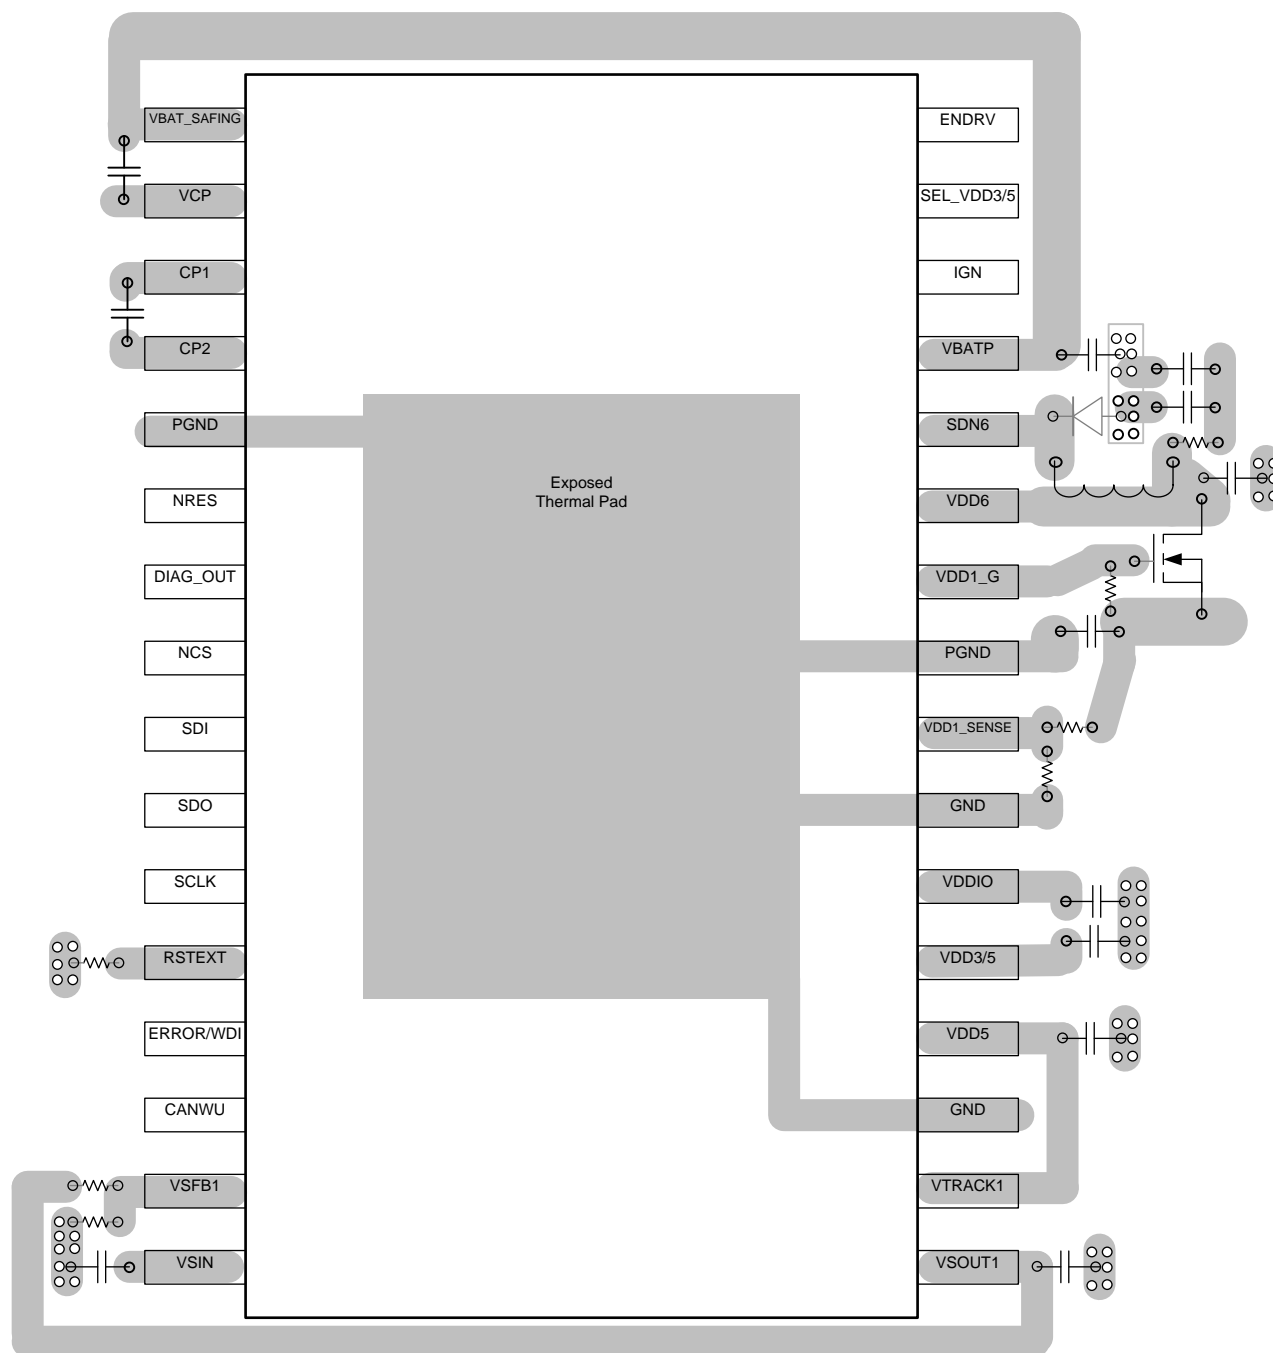 VBAT_SAFING
ENDRV
VCP
SEL_VDD3/5
CP1
IGN
CP2
VBATP
PGND
SDN6
Exposed
Thermal Pad
NRES
VDD6
DIAG_OUT
VDD1_G
NCS
PGND
SDI
VDD1_SENSE
SDO
GND
SCLK
VDDIO
RSTEXT
VDD3/5
ERROR/WDI
VDD5
CANWU
GND
VSFB1
VTRACK1
VSIN
VSOUT1